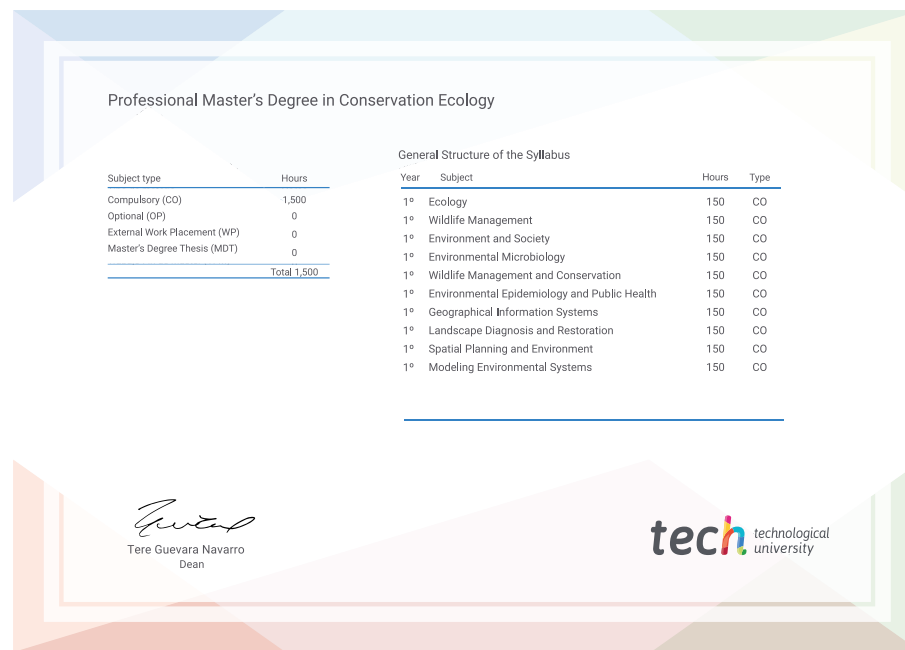 Professional Master's Degree in Conservation Ecology
Subject type Hours
Compulsory (CO) 1,500
Optional (OP) 0
External Work Placement (WP) 0
Master's Degree Thesis (MDT) 0
Total 1,500
General Structure of the Syllabus
Year Subject Hours Type
1º Ecology 150 CO
1º Wildlife Management 150 CO
1º Environment and Society 150 CO
1º Environmental Microbiology 150 CO
1º Wildlife Management and Conservation 150 CO
1º Environmental Epidemiology and Public Health 150 CO
1º Geographical Information Systems 150 CO
1º Landscape Diagnosis and Restoration 150 CO
1º Spatial Planning and Environment 150 CO
1º Modeling Environmental Systems 150 CO
Tere Guevara Navarro
Dean
tech technological
university